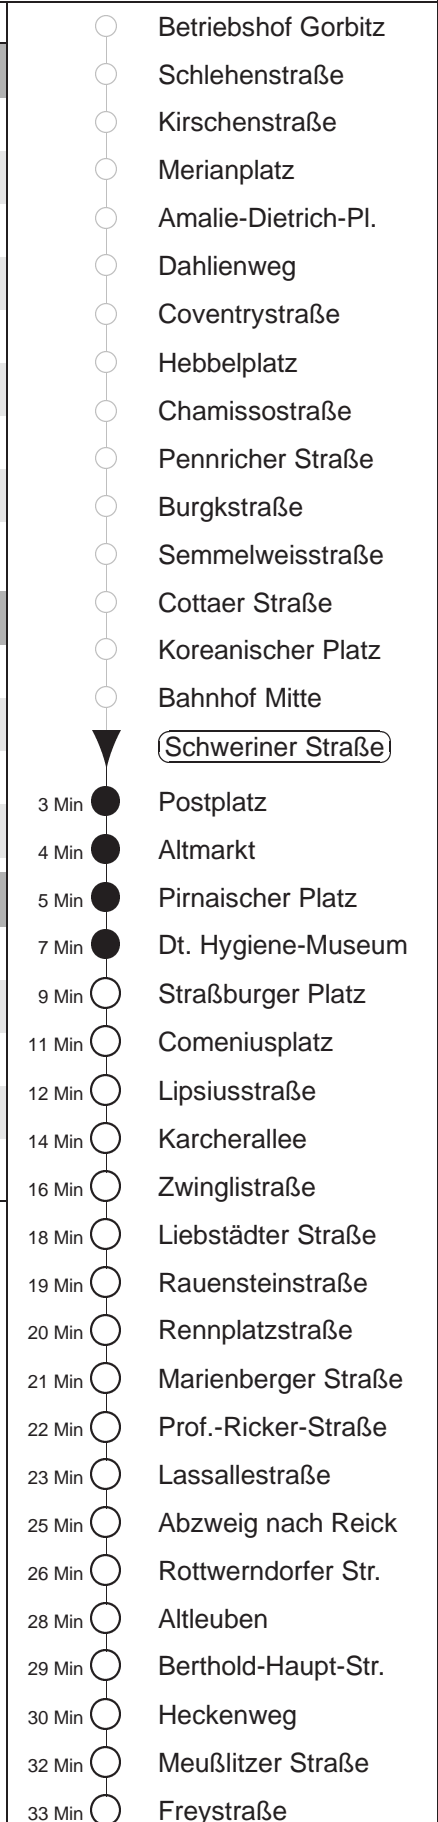 Betriebshof Gorbitz
Schlehenstraße
Kirschenstraße
Merianplatz
Amalie-Dietrich-Pl.
Dahlienweg
Coventrystraße
Hebbelplatz
Chamissostraße
Pennricher Straße
Burgkstraße
Semmelweisstraße
Cottaer Straße
Koreanischer Platz
Bahnhof Mitte
Schweriner Straße
3 Min Postplatz
4 Min Altmarkt
5 Min Pirnaischer Platz
7 Min Dt. Hygiene-Museum
9 Min Straßburger Platz
11 Min Comeniusplatz
12 Min Lipsiusstraße
14 Min Karcherallee
16 Min Zwinglistraße
18 Min Liebstädter Straße
19 Min Rauensteinstraße
20 Min Rennplatzstraße
21 Min Marienberger Straße
22 Min Prof.-Ricker-Straße
23 Min Lassallestraße
25 Min Abzweig nach Reick
26 Min Rottwerndorfer Str.
28 Min Altleuben
29 Min Berthold-Haupt-Str.
30 Min Heckenweg
32 Min Meußlitzer Straße
33 Min Freystraße